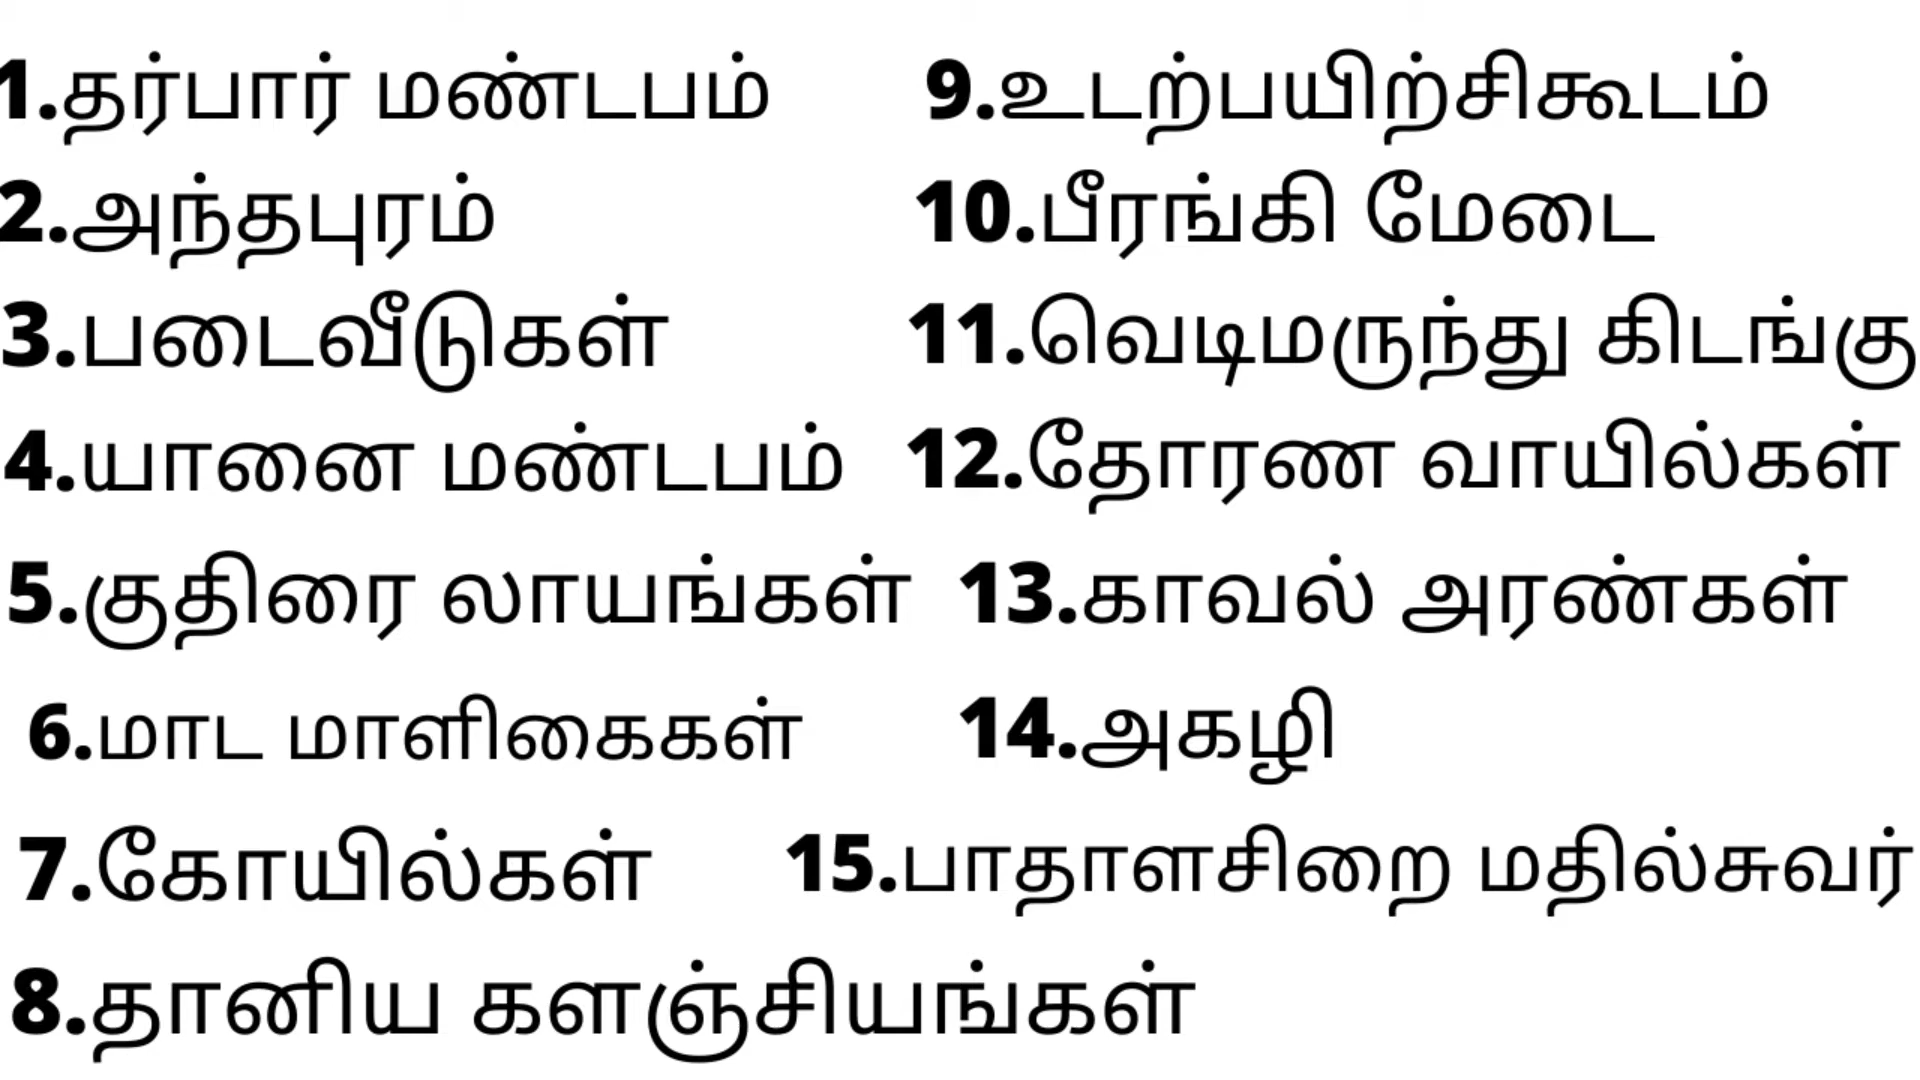 1.தர்பார் மண்டபம்
2.அந்தபுரம்
3.படைவீடுகள்
4.யானை மண்டபம்
5.குதிரை லாயங்கள்
6.மாட மாளிகைகள்
7.கோயில்கள்
8.தானிய களஞ்சியங்கள்
9.உடற்பயிற்சிகூடம்
10.பீரங்கி மேடை
11.வெடிமருந்து கிடங்கு
12.தோரண வாயில்கள்
13.காவல் அரண்கள்
14.அகழி
15.பாதாளசிறை மதில்சுவர்